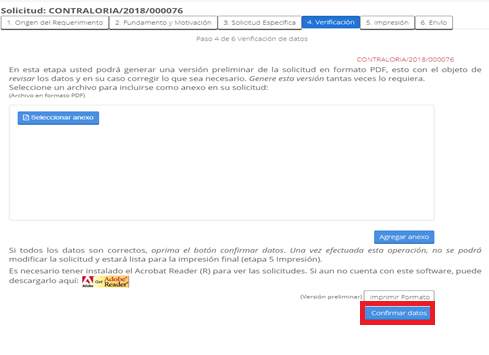 Solicitud: CONTRALORIA/2018/000076
1. Origen del Requerimiento 2. Fundamento y Motivación 3. Solicitud Específica 4. Verificación 5. Impresión 6. Envío
Paso 4 de 6 Verificación de datos
CONTRALORIA/2018/000076
En esta etapa usted podrá generar una versión preliminar de la solicitud en formato PDF, esto con el objeto de
revisar los datos y en su caso corregir lo que sea necesario. Genere esta versión tantas veces lo requiera.
Seleccione un archivo para incluirse como anexo en su solicitud:
(Archivo en formato PDF)
Seleccionar anexo
Agregar anexo
Si todos los datos son correctos, oprima el botón confirmar datos. Una vez efectuada esta operación, no se podrá
modificar la solicitud y estará lista para la impresión final (etapa 5 Impresión).
Es necesario tener instalado el Acrobat Reader (R) para ver las solicitudes. Si aun no cuenta con este software, puede
descargarlo aquí: Adobe Get Adobe Reader
(Versión preliminar) Imprimir Formato
Confirmar datos